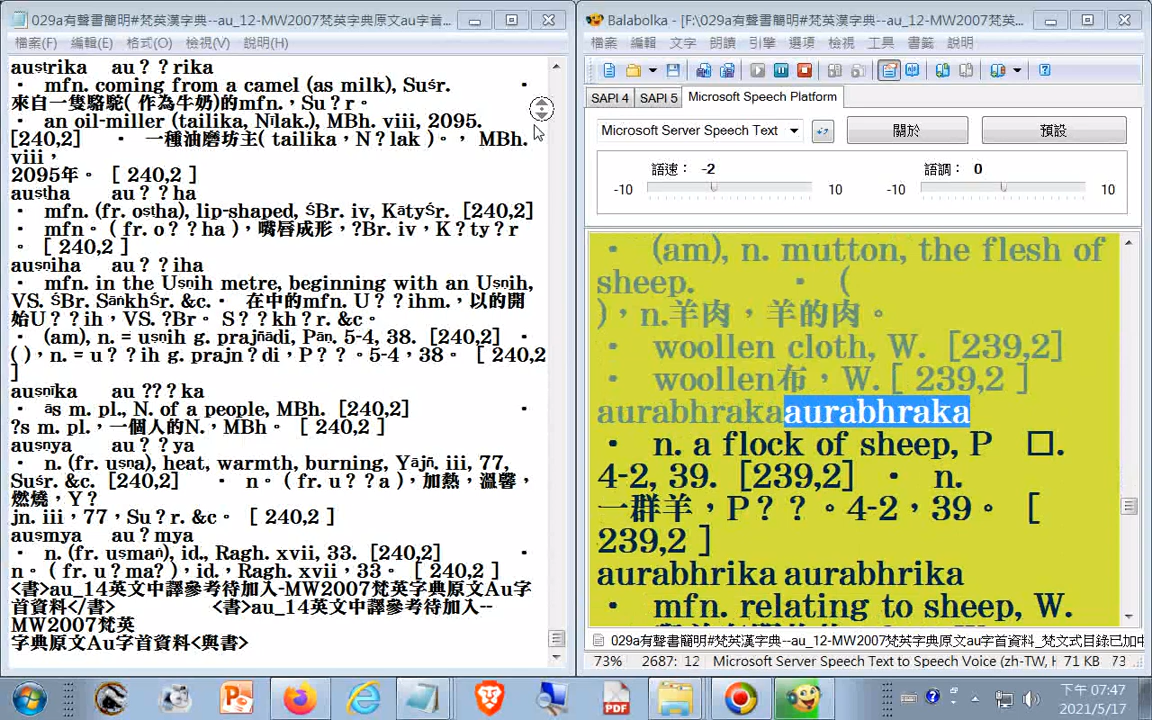 029a有聲書簡明#梵英漢字典--au_12-MW2007梵英字典原文au字首...
檔案(F) 編輯(E) 格式(O) 檢視(V) 說明(H)
auṣṭrika au ? ? rika
• mfn. coming from a camel (as milk), Suśr. •
來自一隻駱駝( 作為牛奶)的mfn.，Su ? r 。
• an oil-miller (tailika, Nīlak.), MBh. viii, 2095.
[240,2] • 一種油磨坊主( tailika，N ? lak ) 。， MBh.
viii，
2095年。 [ 240,2 ]
auṣṭha au ? ? ha
• mfn. (fr. oṣṭha), lip-shaped, ŚBr. iv, KātyŚr. [240,2]
• mfn 。 ( fr. o ? ? ha )，嘴唇成形，?Br. iv，K ? ty ? r
。 [ 240,2 ]
auṣṇiha au ? ? iha
• mfn. in the Uṣṇih metre, beginning with an Uṣṇih,
VS. ŚBr. ŚāṅkhŚr. &c. • 在中的mfn. U ? ? ihm.，以的開
始U ? ? ih，VS. ?Br 。 S ? ? kh ? r. &c 。
• (am), n. = uṣṇih g. prajñādi, Pāṇ. 5-4, 38. [240,2] •
( )，n. = u ? ? ih g. prajn ? di，P ? ? 。5-4，38 。 [ 240,2
]
auṣṇīka au ?? ? ka
• ās m. pl., N. of a people, MBh. [240,2] •
?s m. pl.，一個人的N.，MBh 。 [ 240,2 ]
auṣṇya au ? ? ya
• n. (fr. uṣṇa), heat, warmth, burning, Yājñ. iii, 77,
Suśr. &c. [240,2] • n 。 ( fr. u ? ? a )，加熱，溫馨，
燃燒，Y ?
jn. iii，77，Su ? r. &c 。 [ 240,2 ]
auṣmya au ? mya
• n. (fr. uṣman), id., Ragh. xvii, 33. [240,2] •
n 。 ( fr. u ? ma? )，id.，Ragh. xvii，33 。 [ 240,2 ]
<書>au_14英文中譯參考待加入-MW2007梵英字典原文Au字
首資料</書> <書>au_14英文中譯參考待加入--
MW2007梵英
字典原文Au字首資料<與書>
Balabolka - [F:\029a有聲書簡明#梵英漢字典--au_12-MW2007梵英...
檔案 編輯 文字 朗讀 引擎 選項 檢視 工具 書籤 說明
SAPI 4 SAPI 5 Microsoft Speech Platform
Microsoft Server Speech Text 關於 預設
語速： -2 語調： 0
-10 10 -10 10
• (am), n. mutton, the flesh of
sheep. • (
)，n.羊肉，羊的肉。
• woollen cloth, W. [239,2]
• woollen布，W. [ 239,2 ]
aurabhraka aurabhraka
• n. a flock of sheep, P □.
4-2, 39. [239,2] • n.
一群羊，P ? ? 。4-2，39 。 [
239,2 ]
aurabhrika aurabhrika
• mfn. relating to sheep, W.
029a有聲書簡明#梵英漢字典--au_12-MW2007梵英字典原文au字首資料_梵文式目錄已加中
73% 2687: 12 Microsoft Server Speech Text to Speech Voice (zh-TW, H 71 KB 73
下午 07:47
2021/5/17